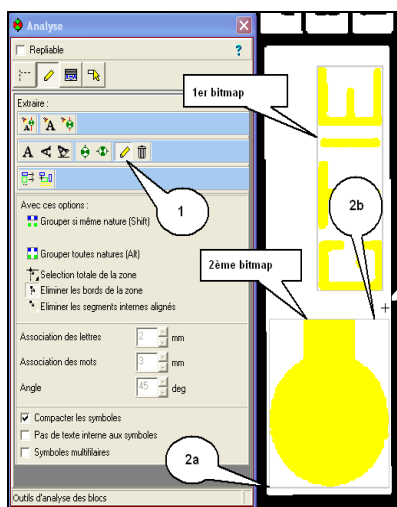 Analyse
Repliable
?
Extraire :
Avec ces options :
Grouper si même nature (Shift)
Grouper toutes natures (Alt)
Selection totale de la zone
Eliminer les bords de la zone
Eliminer les segments internes alignés
Association des lettres 2 mm
Association des mots 3 mm
Angle 45 deg
Compacter les symboles
Pas de texte interne aux symboles
Symboles multifilaires
Outils d'analyse des blocs
1er bitmap
1
2b
2ème bitmap
2a